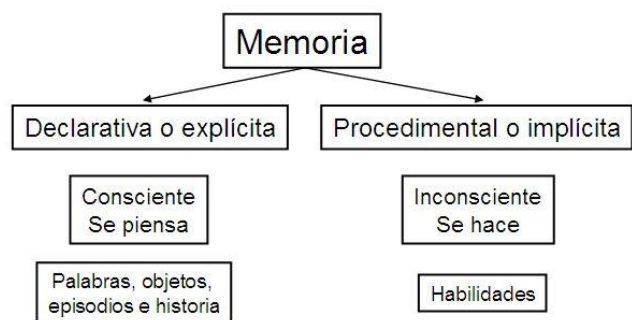 Memoria
Declarativa o explícita
Procedimental o implícita
Consciente
Se piensa
Inconsciente
Se hace
Palabras, objetos,
episodios e historia
Habilidades